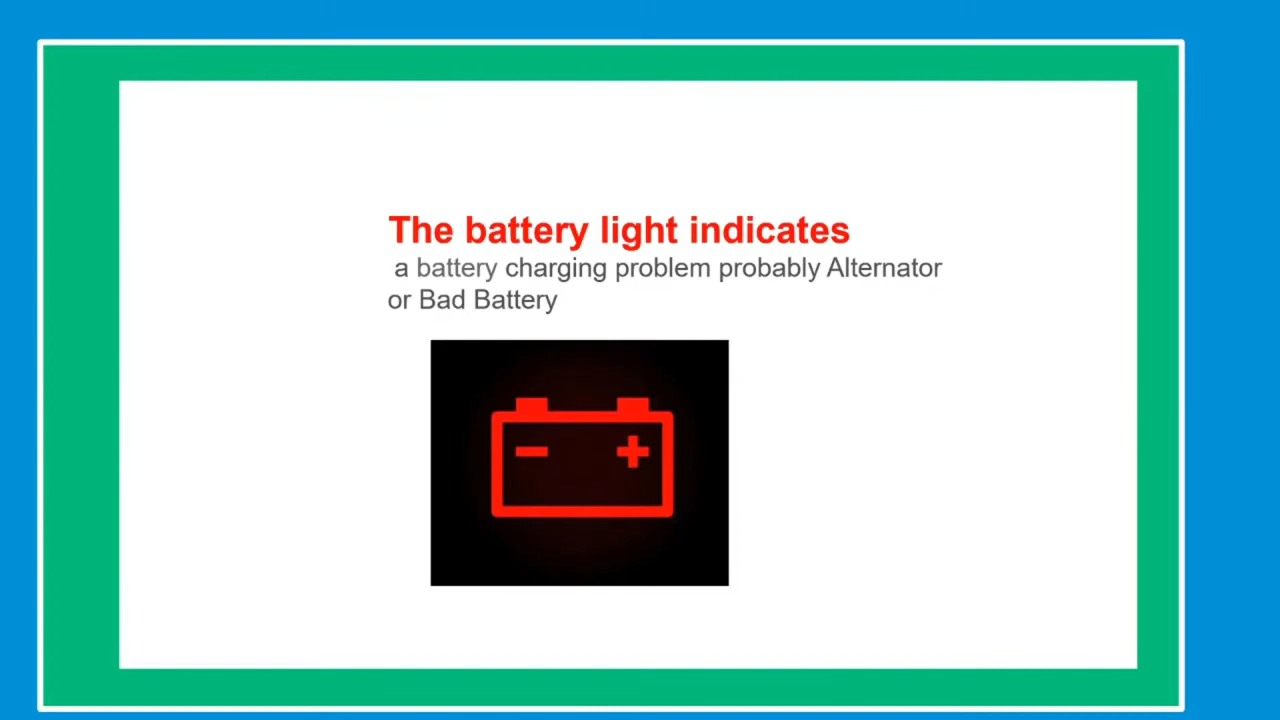 The battery light indicates
a battery charging problem probably Alternator
or Bad Battery
- +